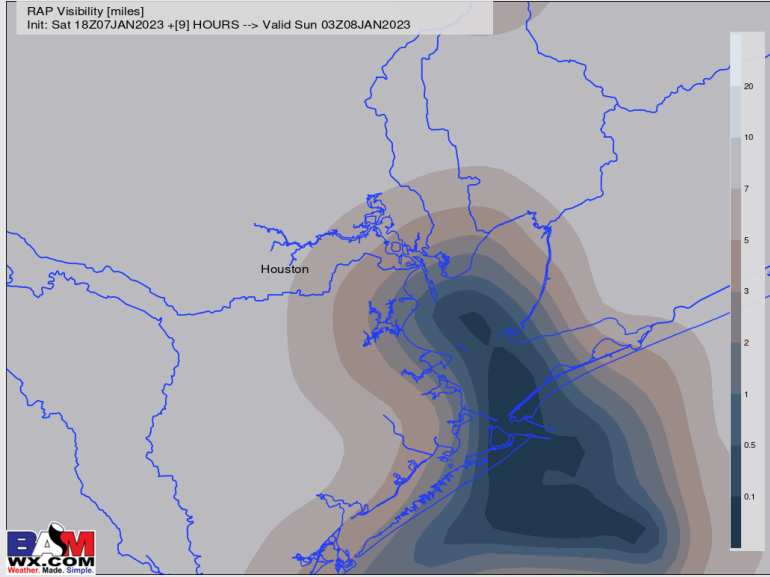 RAP Visibility [miles]
Init: Sat 18Z07JAN2023 +[9] HOURS --> Valid Sun 03Z08JAN2023
20
10
7
5
Houston
3
2
1
0.5
0.1
BAM
WX.COM
Weather. Made. Simple.